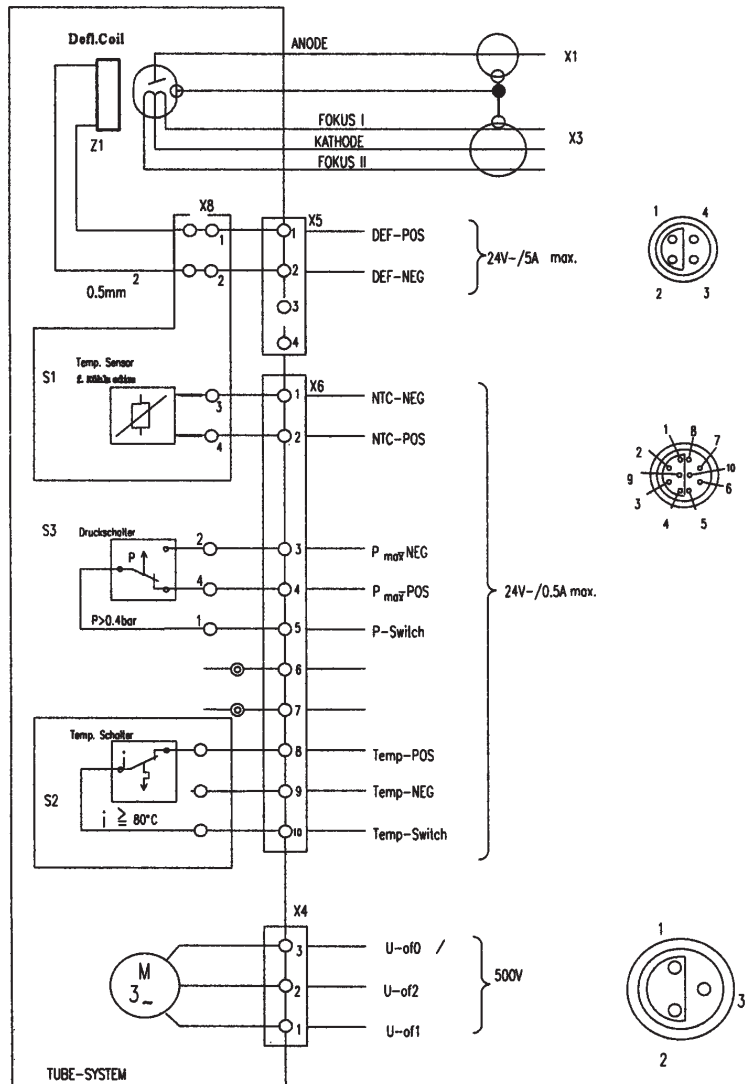 Defl.Coil
ANODE
X1
FOKUS I
KATHODE
X3
FOKUS II
Z1
X8
X5
1
1
DEF-POS
24V-/5A max.
1
4
2
2
2
DEF-NEG
2
3
0.5mm
3
4
S1
Temp. Sensor
X6
3
1
NTC-NEG
4
2
NTC-POS
1
8
2
7
9
10
3
6
4
5
S3
Druckschalter
P
2
3
P max NEG
4
4
P max POS
24V-/0.5A max.
P>0.4bar
1
5
P-Switch
6
7
Temp. Schalter
8
Temp-POS
S2
9
Temp-NEG
j ≧ 80°C
10
Temp-Switch
X4
M
3~
3
U-of0 /
2
U-of2
500V
1
U-of1
1
3
2
TUBE-SYSTEM